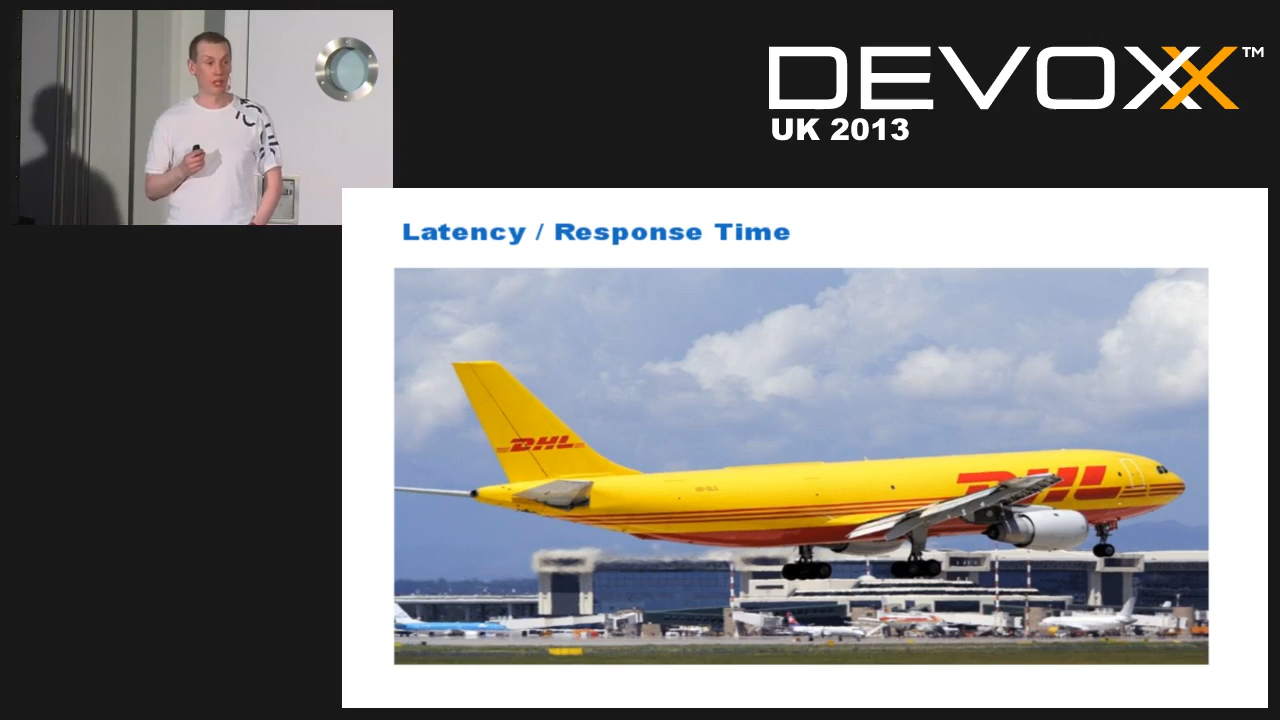 DEVOXX™
UK 2013
Latency / Response Time
DHL
DHL